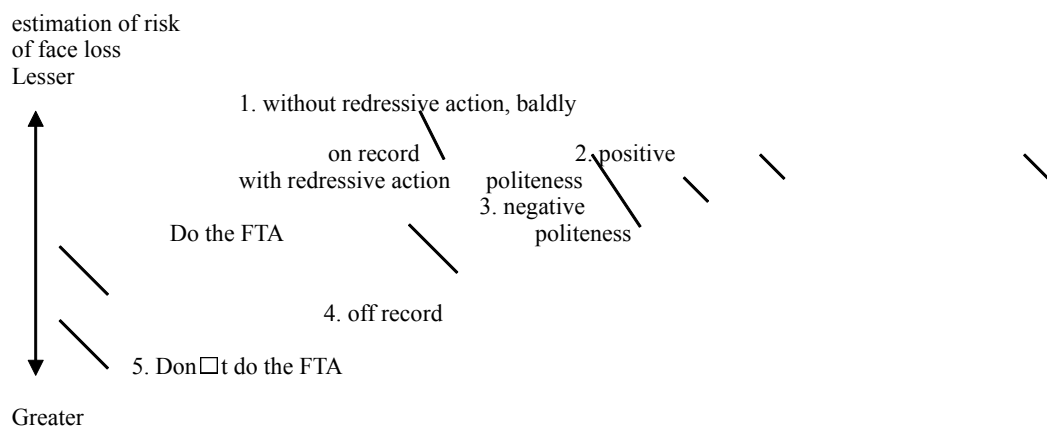 estimation of risk
of face loss
Lesser
1. without redressive action, baldly
on record 2. positive
with redressive action politeness
3. negative
Do the FTA politeness
4. off record
5. Don□t do the FTA
Greater